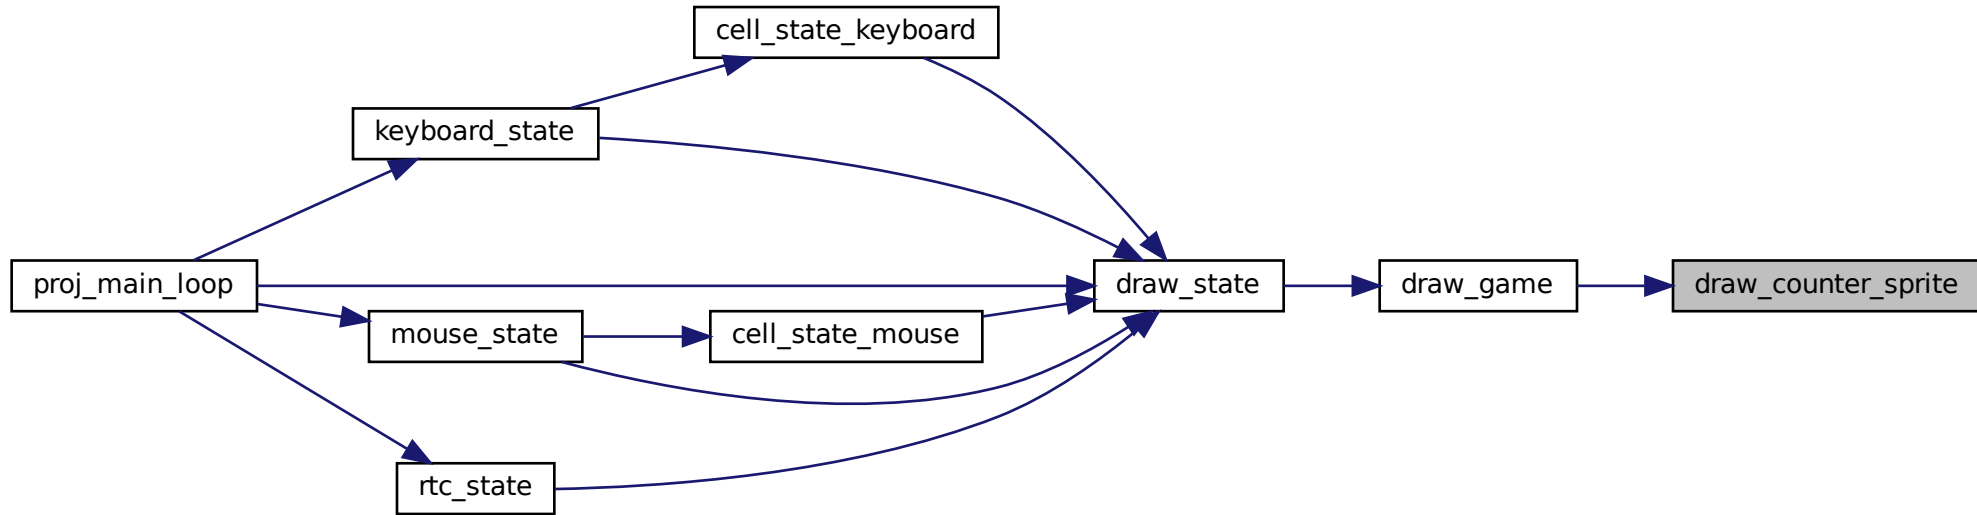 cell_state_keyboard
keyboard_state
proj_main_loop
draw_state
draw_game
draw_counter_sprite
mouse_state
cell_state_mouse
rtc_state